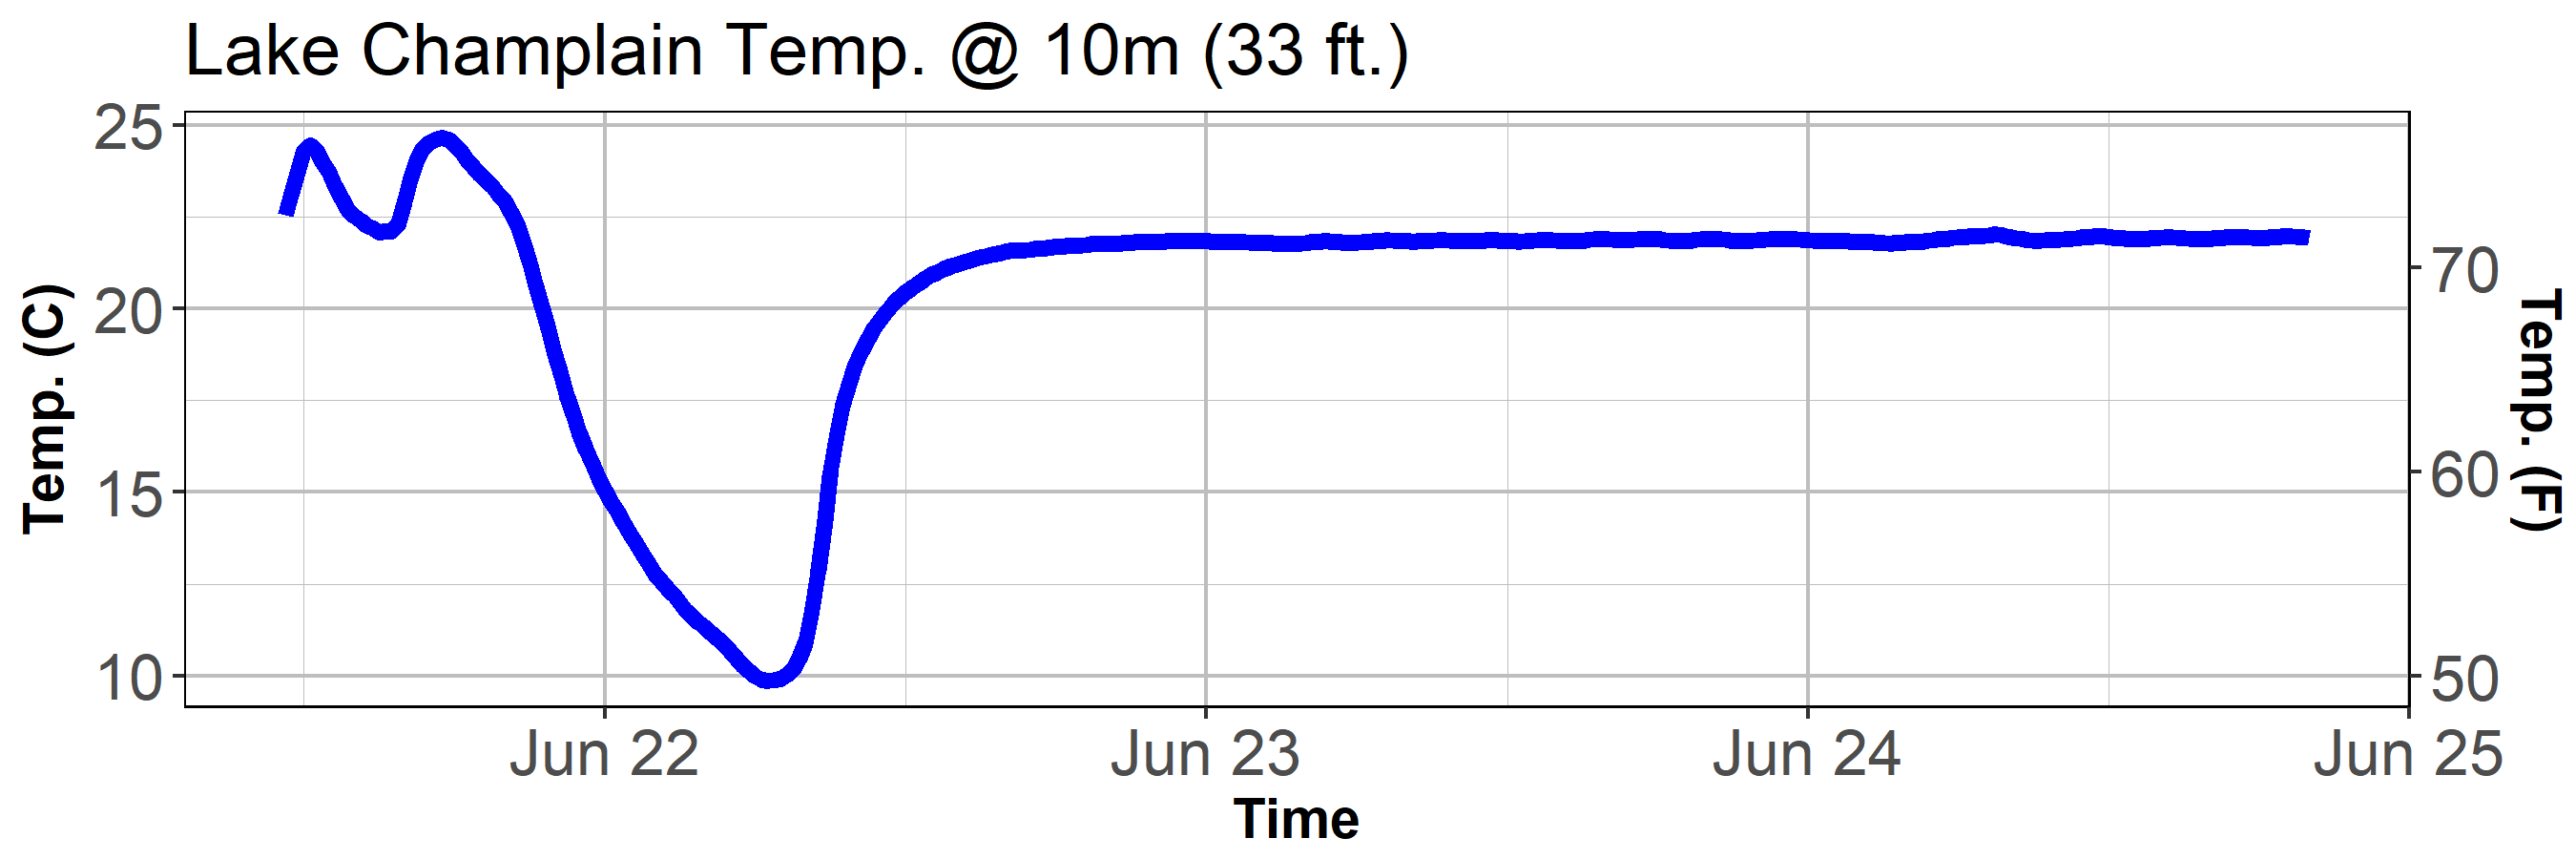 Lake Champlain Temp. @ 10m (33 ft.)
25
20
15
10
Temp. (C)
70
60
50
Temp. (F)
Jun 22
Jun 23
Jun 24
Jun 25
Time